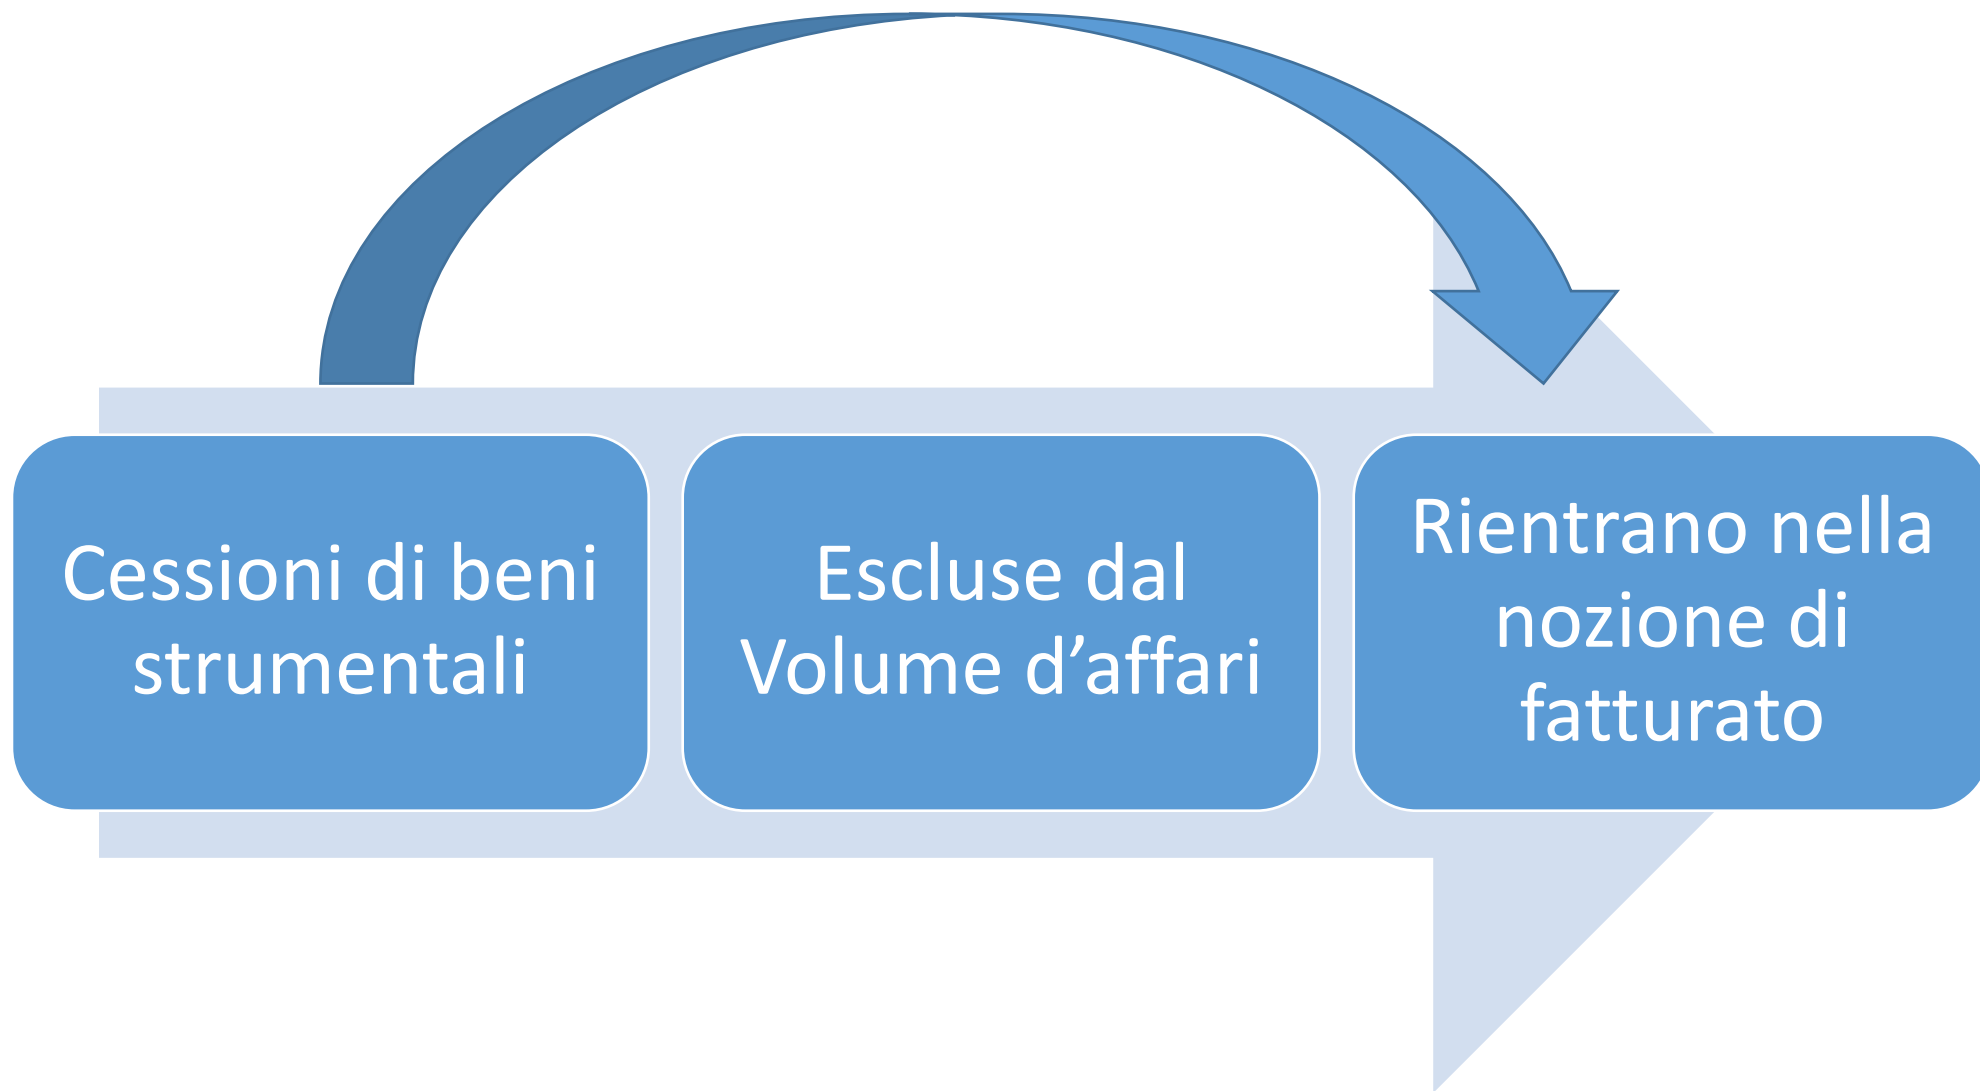 Cessioni di beni
strumentali
Escluse dal
Volume d’affari
Rientrano nella
nozione di
fatturato